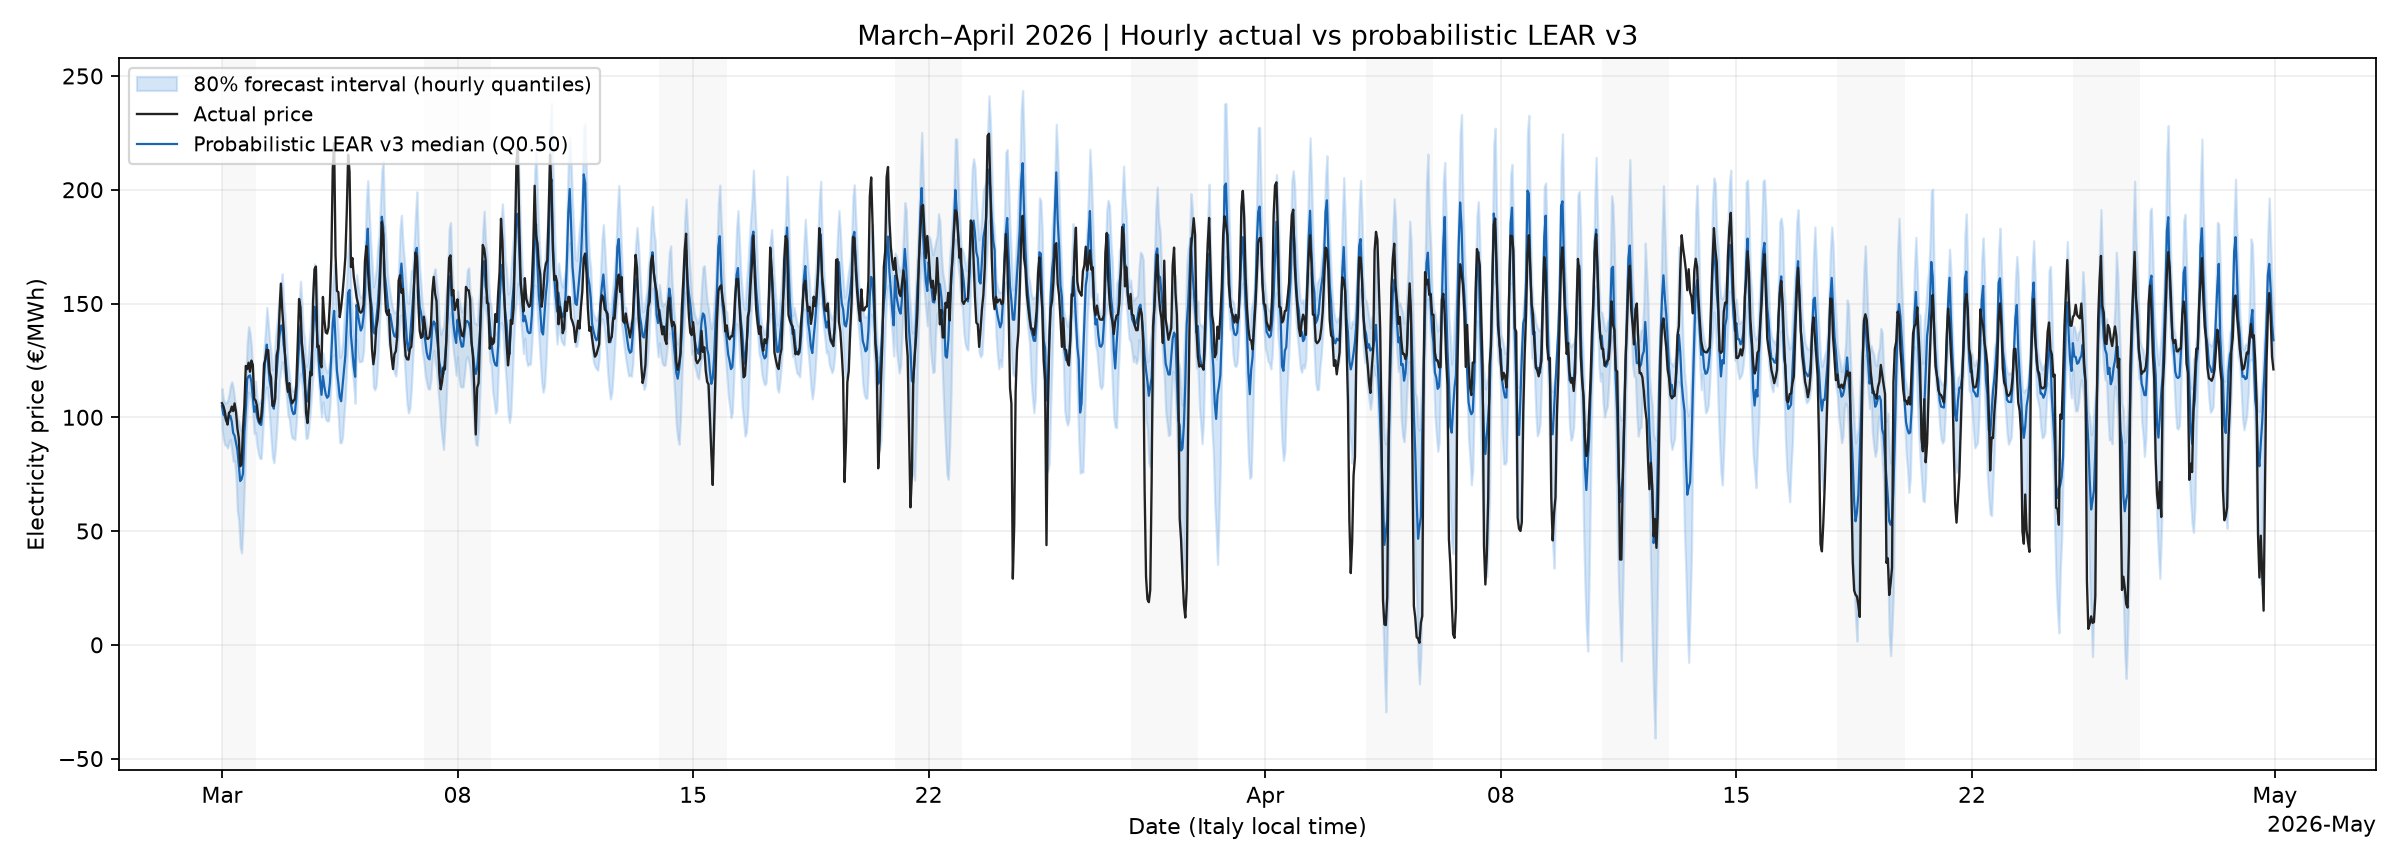 March–April 2026 | Hourly actual vs probabilistic LEAR v3
80% forecast interval (hourly quantiles)
Actual price
Probabilistic LEAR v3 median (Q0.50)
Electricity price (€/MWh)
250
200
150
100
50
0
−50
Mar 08 15 22 Apr 08 15 22 May
2026-May
Date (Italy local time)